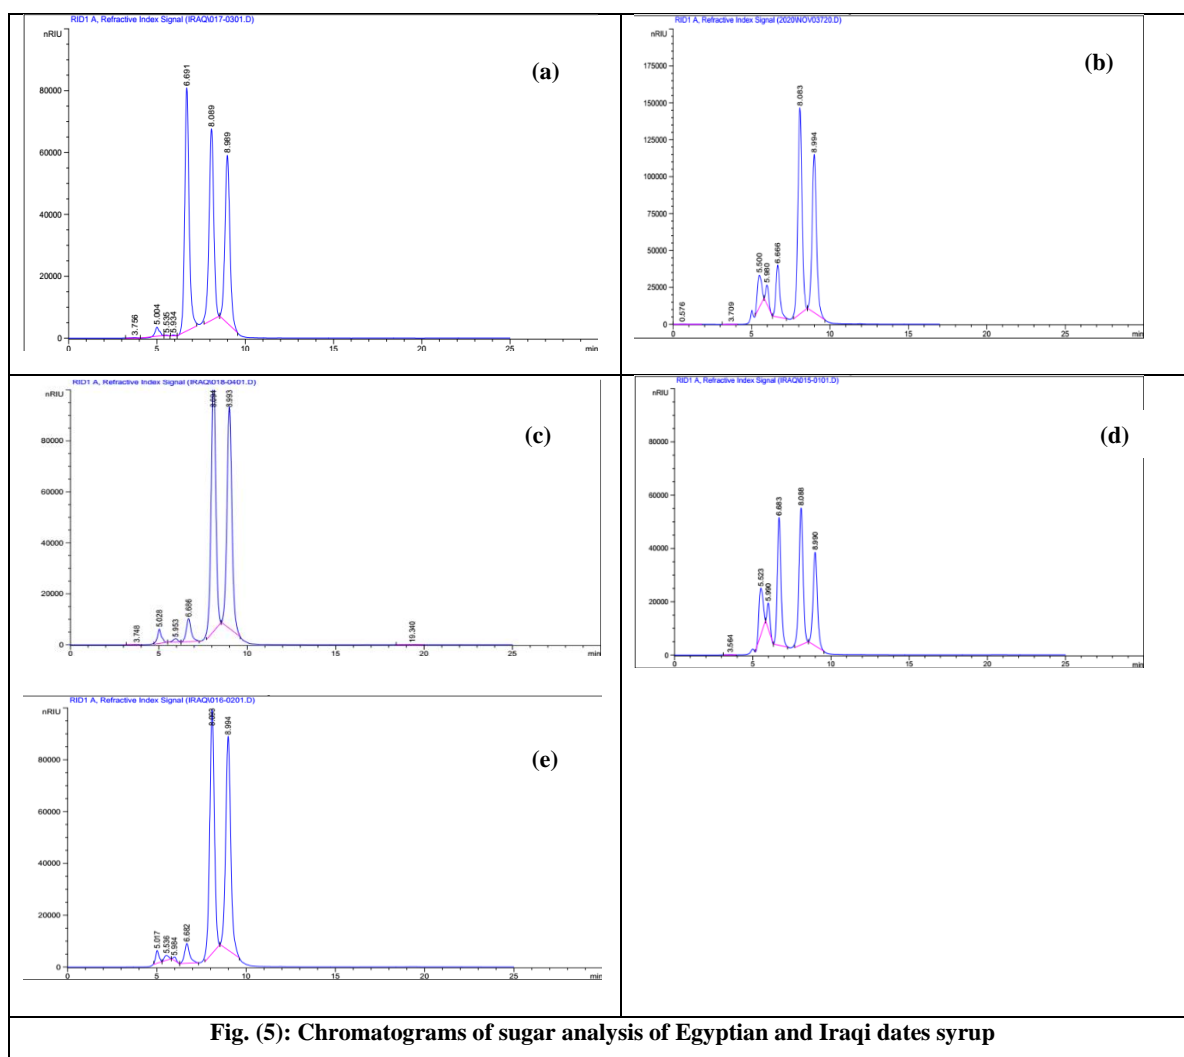 RID1 A, Refractive Index Signal (IRAQ\017-0301.D)
nRIU
(a)
80000
60000
40000
20000
0
3.756
5.004
5.535
5.934
6.691
8.089
8.989
0 5 10 15 20 25 min
RID1 A, Refractive Index Signal (2020\NOV03720.D)
nRIU
(b)
175000
150000
125000
100000
75000
50000
25000
0
0.576
3.709
5.500
5.980
6.666
8.083
8.994
0 5 10 15 20 25 min
RID1 A, Refractive Index Signal (IRAQ\018-0401.D)
nRIU
(c)
80000
60000
40000
20000
0
3.748
5.028
5.953
6.686
8.094
8.993
19.340
0 5 10 15 20 25 min
RID1 A, Refractive Index Signal (IRAQ\015-0101.D)
nRIU
(d)
80000
60000
40000
20000
0
3.564
5.523
5.990
6.683
8.088
8.990
0 5 10 15 20 25 min
RID1 A, Refractive Index Signal (IRAQ\016-0201.D)
nRIU
(e)
80000
60000
40000
20000
0
5.017
5.536
5.984
6.682
8.994
0 5 10 15 20 25 min
Fig. (5): Chromatograms of sugar analysis of Egyptian and Iraqi dates syrup